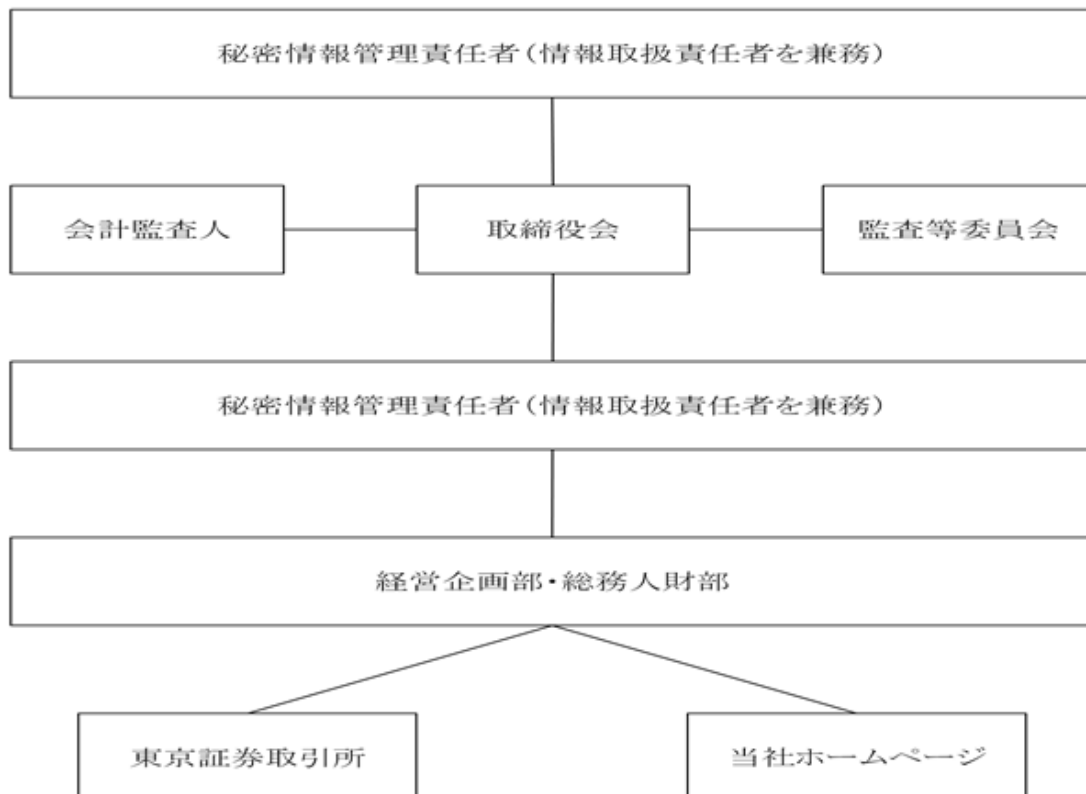 秘密情報管理責任者(情報取扱責任者を兼務)
会計監査人
取締役会
監査等委員会
秘密情報管理責任者(情報取扱責任者を兼務)
経営企画部・総務人財部
東京証券取引所
当社ホームページ